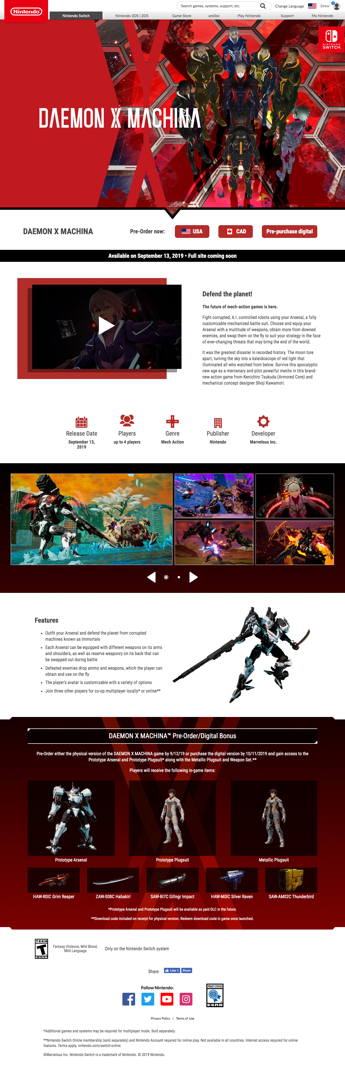 Nintendo
Search games, systems, support, etc.
Change Language
Nintendo Switch
Nintendo 3DS | 2DS
Game Store
amiibo
Play Nintendo
Support
My Nintendo
NINTENDO
SWITCH
DAEMON X MACHINA
DAEMON X MACHINA
Pre-Order now:
USA
CAD
Pre-purchase digital
Available on September 13, 2019 • Full site coming soon
Defend the planet!
The future of mech-action games is here.
Fight corrupted, A.I. controlled robots using your Arsenal, a fully
customizable mechanized battle suit. Choose and equip your
Arsenal with a multitude of weapons, obtain more from downed
enemies, and swap them on the fly to suit your strategy in the face
of ever-changing threats that may bring the end of the world.
It was the greatest disaster in recorded history. The moon tore
apart, turning the sky into a kaleidoscope of red light that
illuminated all who watched from below. Survive this apocalyptic
new age as a mercenary and pilot powerful mechs in this brand
new action game from Kenichiro Tsukuda (Armored Core) and
mechanical concept designer Shoji Kawamori.
Release Date
September 13,
2019
Players
up to 4 players
Genre
Mech Action
Publisher
Nintendo
Developer
Marvelous Inc.
Features
• Outfit your Arsenal and defend the planet from corrupted
machines known as Immortals
• Each Arsenal can be equipped with different weapons on its arms
and shoulders, as well as reserve weaponry on its back that can
be swapped out during battle
• Defeated enemies drop ammo and weapons, which the player can
obtain and use on the fly
• The player's avatar is customizable with a variety of options
• Join three other players for co-op multiplayer locally* or online**
DAEMON X MACHINA™ Pre-Order/Digital Bonus
Pre-Order either the physical version of the DAEMON X MACHINA game by 9/12/19 or purchase the digital version by 10/11/2019 and gain access to the
Prototype Arsenal and Prototype Plugsuit* along with the Metallic Plugsuit and Weapon Set.**
Players will receive the following in-game items:
Prototype Arsenal
Prototype Plugsuit
Metallic Plugsuit
HAW-RDIC Grim Reaper
ZAW-S08C Habakiri
SAW-BI7C Gillngr Impact
HAW-M0IC Silver Raven
SAW-AM02C Thunderbird
*Prototype Arsenal and Prototype Plugsuit will be available as paid DLC in the future.
**Download code included on receipt for physical version. Redeem download code in game once launched.
TEEN
T
ESRB
Fantasy Violence, Mild Blood,
Mild Language
Only on the Nintendo Switch system
Share:
Like
Share
Follow Nintendo:
Privacy Policy | Terms of Use
*Additional games and systems may be required for multiplayer mode. Sold separately.
**Nintendo Switch Online membership (sold separately) and Nintendo Account required for online play. Not available in all countries. Internet access required for online
features. Terms apply. nintendo.com/switch-online
©Marvelous Inc. Nintendo Switch is a trademark of Nintendo. © 2019 Nintendo.